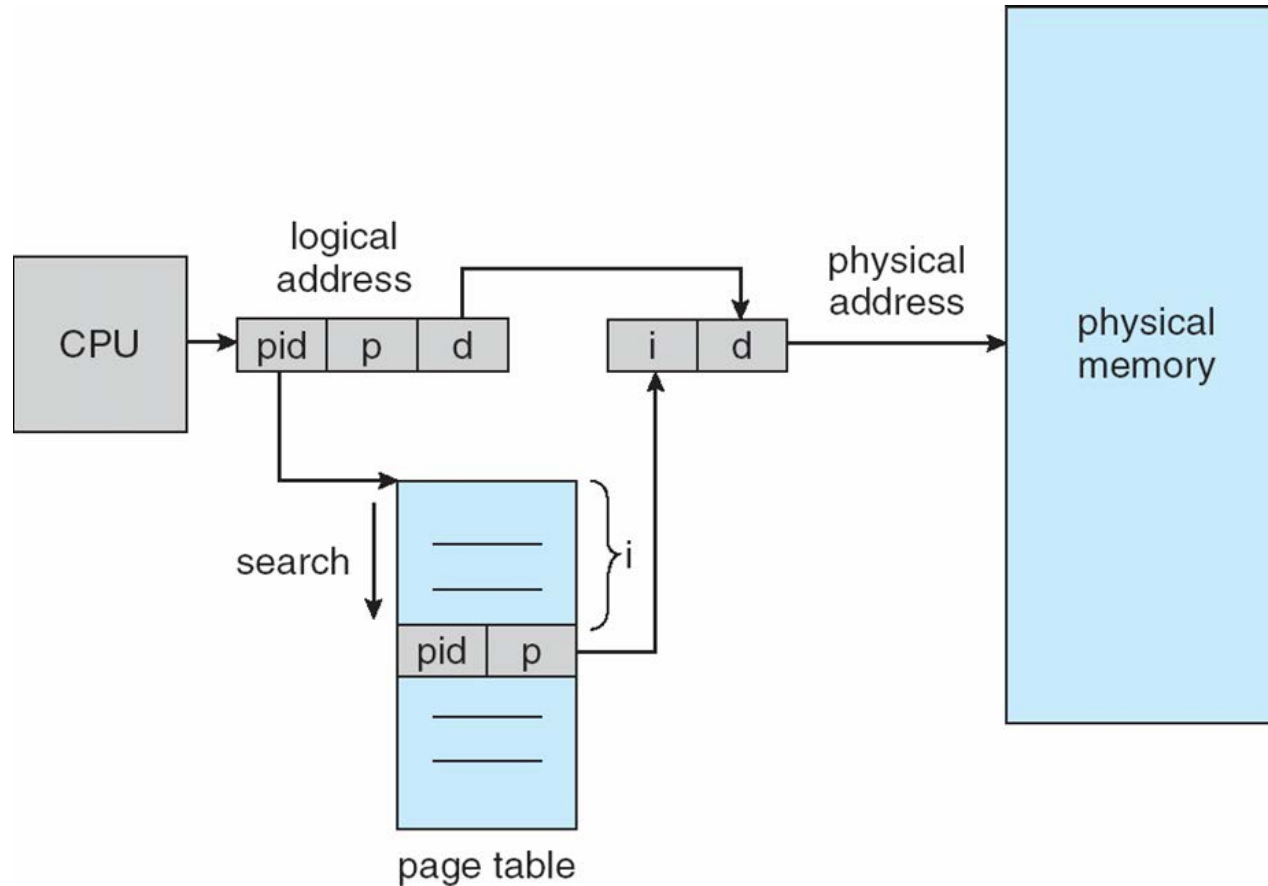 logical
address
physical
address
CPU
pid p d
i d
physical
memory
search
i
pid p
page table